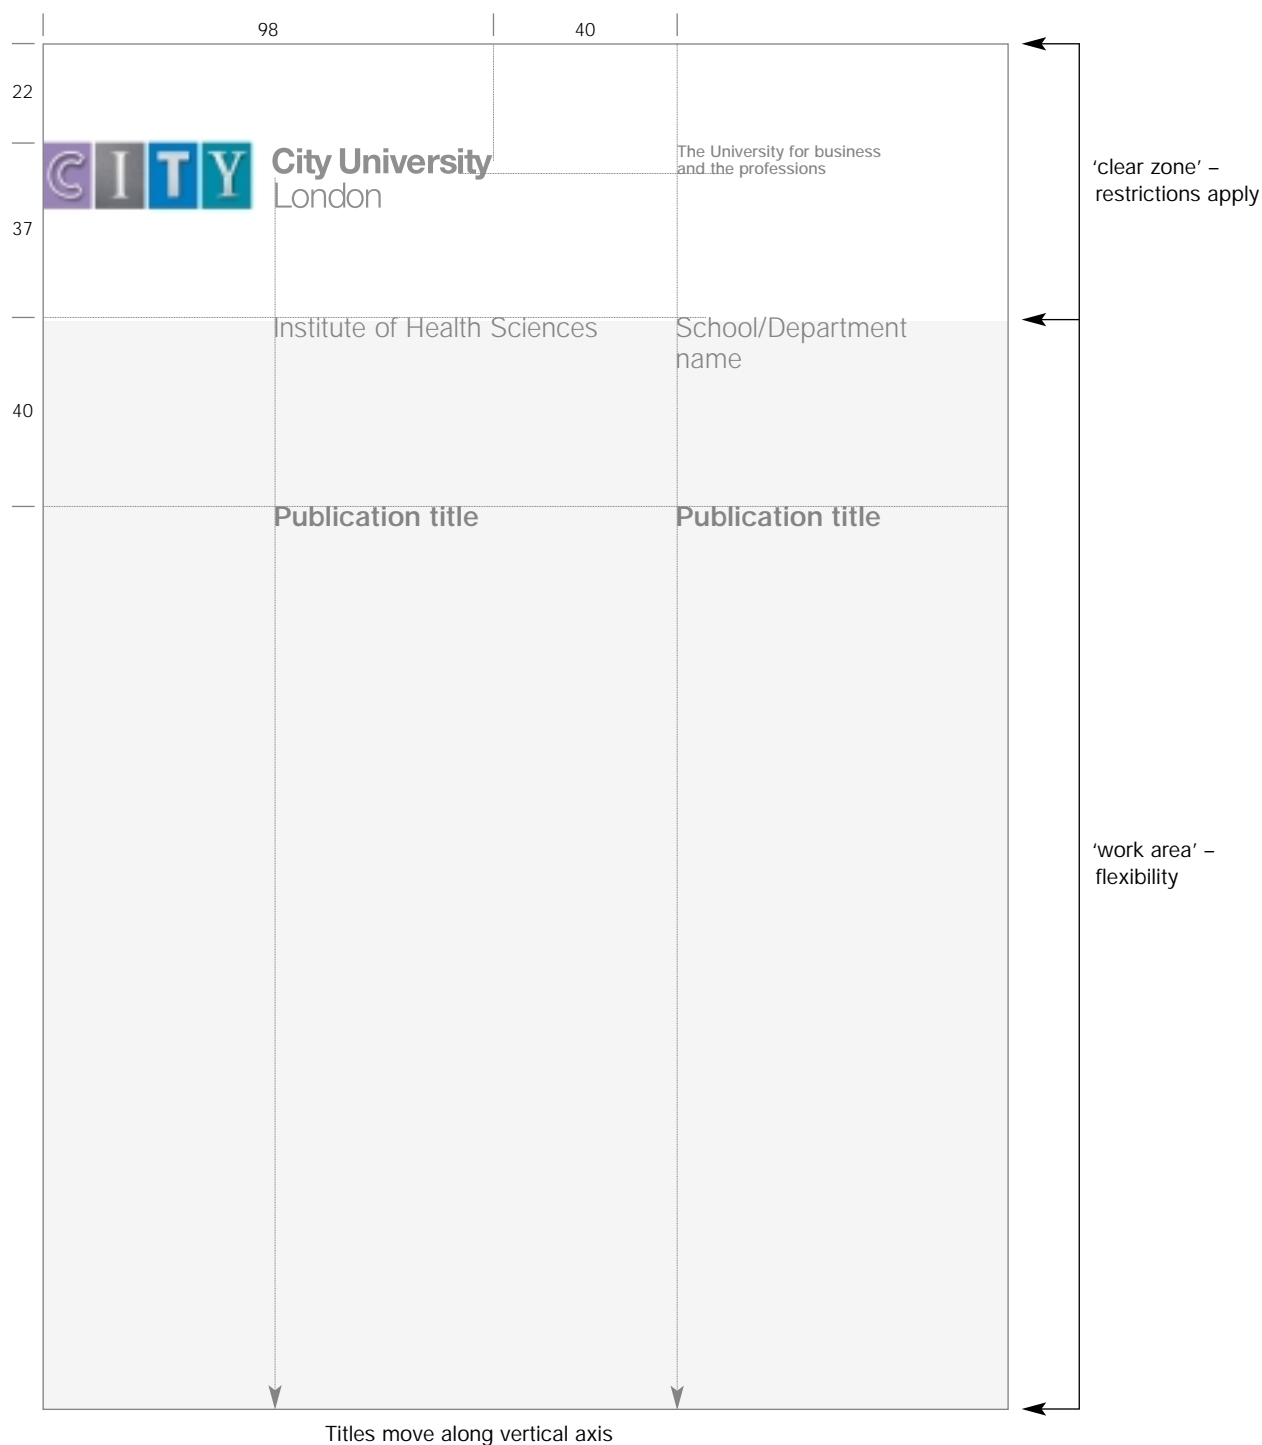 98 40
22
CITY City University The University for business
London and the professions
‘clear zone’ –
restrictions apply
37
Institute of Health Sciences School/Department
name
40
Publication title Publication title
‘work area’ –
flexibility
Titles move along vertical axis